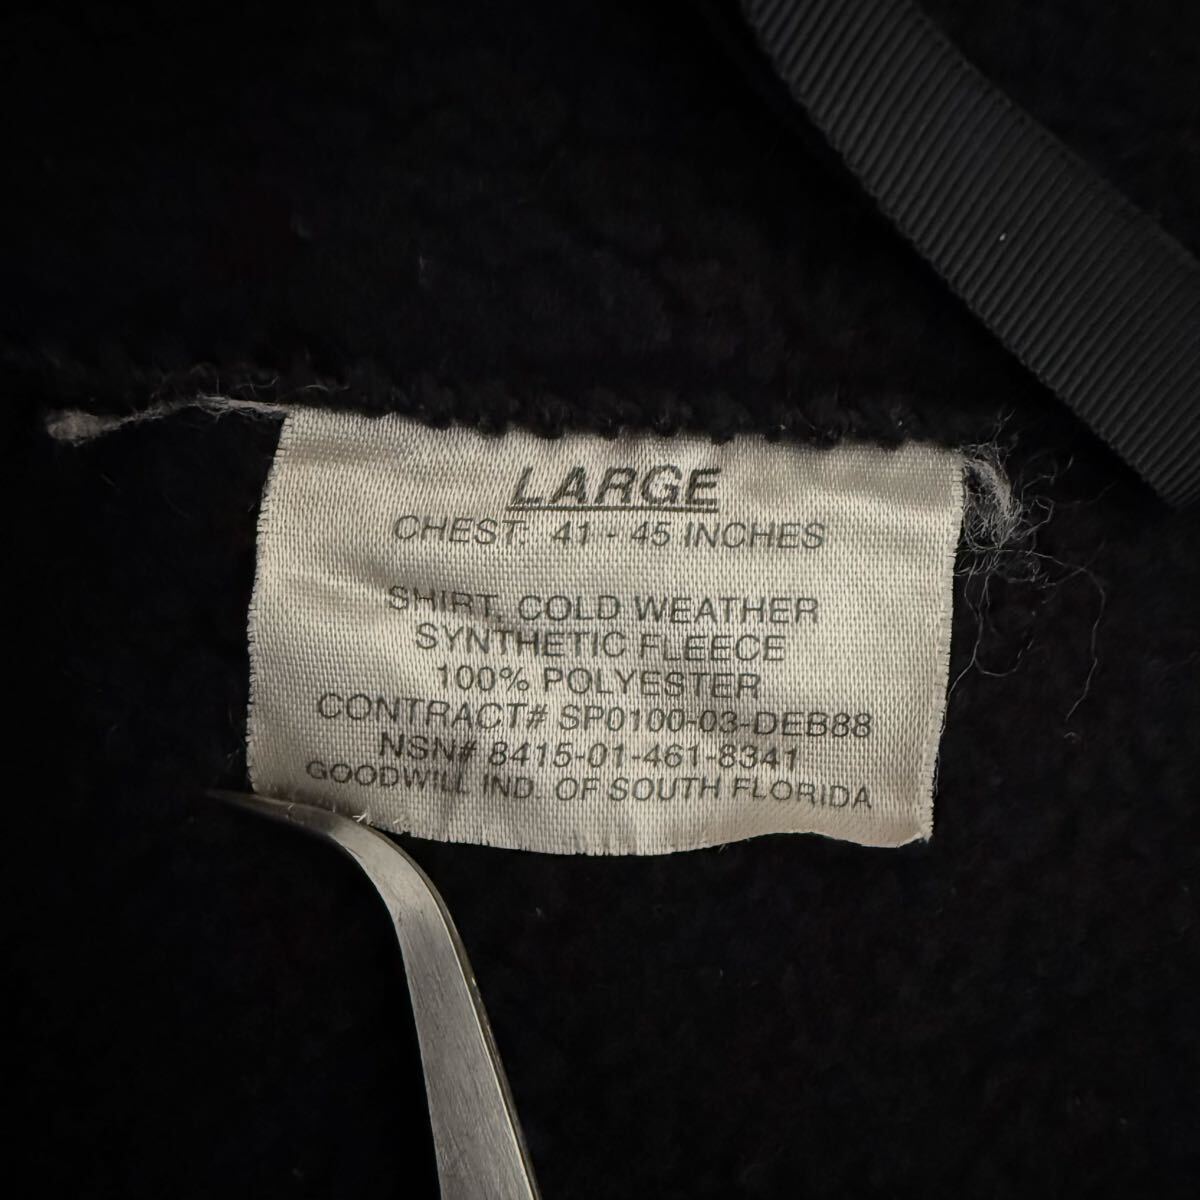 LARGE
CHEST: 41 - 45 INCHES
SHIRT, COLD WEATHER
SYNTHETIC FLEECE
100% POLYESTER
CONTRACT# SP0100-03-DEB88
NSN# 8415-01-461-8341
GOODWILL IND. OF SOUTH FLORIDA